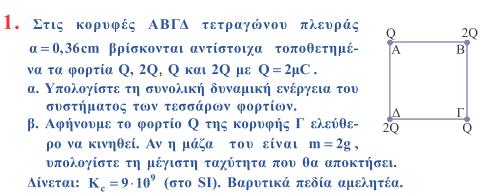 1. Στις κορυφές ΑΒΓΔ τετραγώνου πλευράς
α=0,36cm βρίσκονται αντίστοιχα τοποθετημέ-
να τα φορτία Q, 2Q, Q και 2Q με Q=2μC.
α. Υπολογίστε τη συνολική δυναμική ενέργεια του
συστήματος των τεσσάρων φορτίων.
β. Αφήνουμε το φορτίο Q της κορυφής Γ ελεύθε-
ρο να κινηθεί. Αν η μάζα του είναι m=2g,
υπολογίστε τη μέγιστη ταχύτητα που θα αποκτήσει.
Δίνεται: K_c=9·10⁹ (στο SI). Βαρυτικά πεδία αμελητέα.
Q 2Q
Α Β
Δ Γ
2Q Q